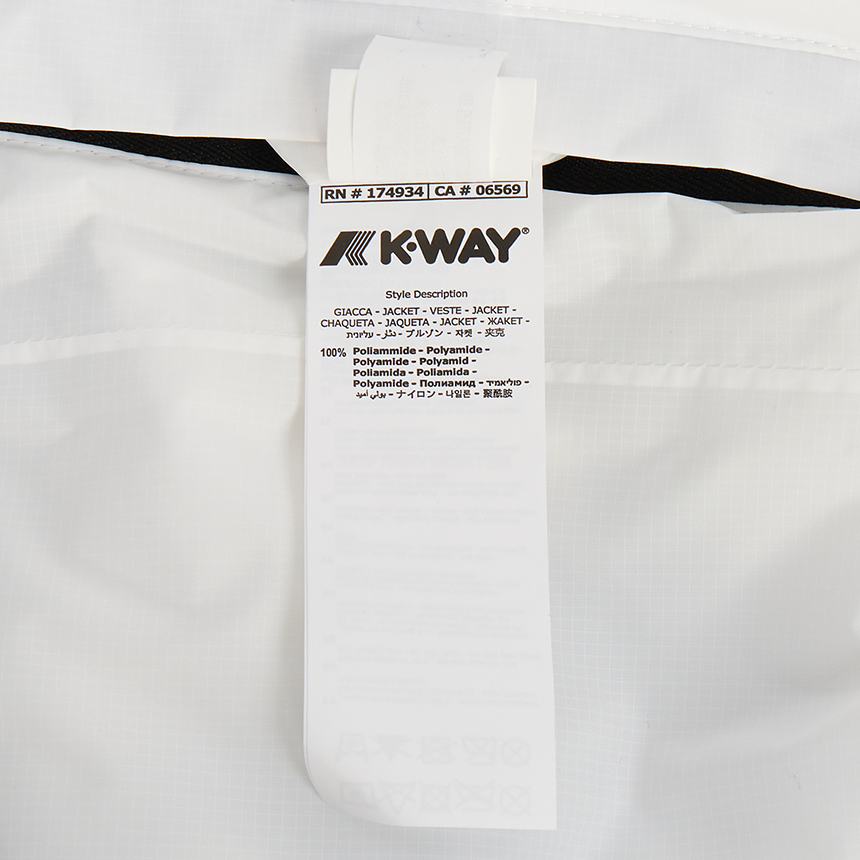 RN # 174934 | CA # 06569
K·WAY®
Style Description
GIACCA - JACKET - VESTE - JACKET -
CHAQUETA - JAQUETA - JACKET - ЖАКЕТ -
夹克 - 자켓 - ブルゾン - - עליונית
100% Poliammide - Polyamide -
Polyamide - Polyamid -
Poliamida - Poliamida -
Polyamide - Полиамид - פוליאמיד -
بولي أميد - ナイロン - 나일론 - 聚酰胺